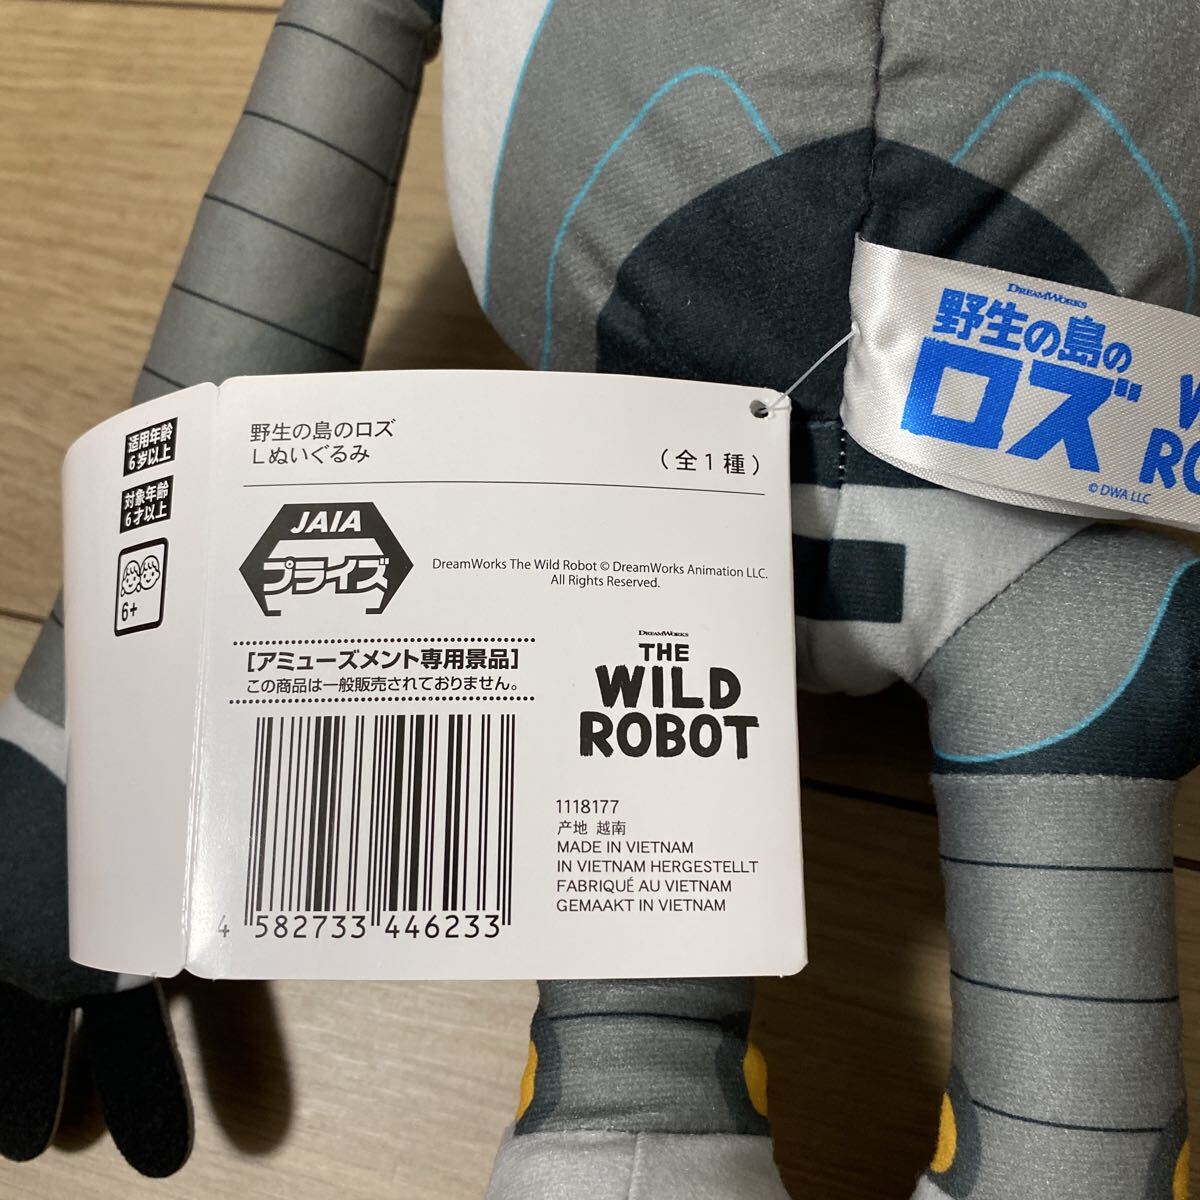 适用年龄
6岁以上
対象年齢
6才以上
6+
野生の島のロズ
Lぬいぐるみ
（全1種）
JAIA
プライズ
DreamWorks The Wild Robot © DreamWorks Animation LLC.
All Rights Reserved.
[アミューズメント専用景品]
この商品は一般販売されておりません。
DREAMWORKS
THE
WILD
ROBOT
4 582733 446233
1118177
产地 越南
MADE IN VIETNAM
IN VIETNAM HERGESTELLT
FABRIQUÉ AU VIETNAM
GEMAAKT IN VIETNAM
DREAMWORKS
野生の島の
ロズ
© DWA LLC